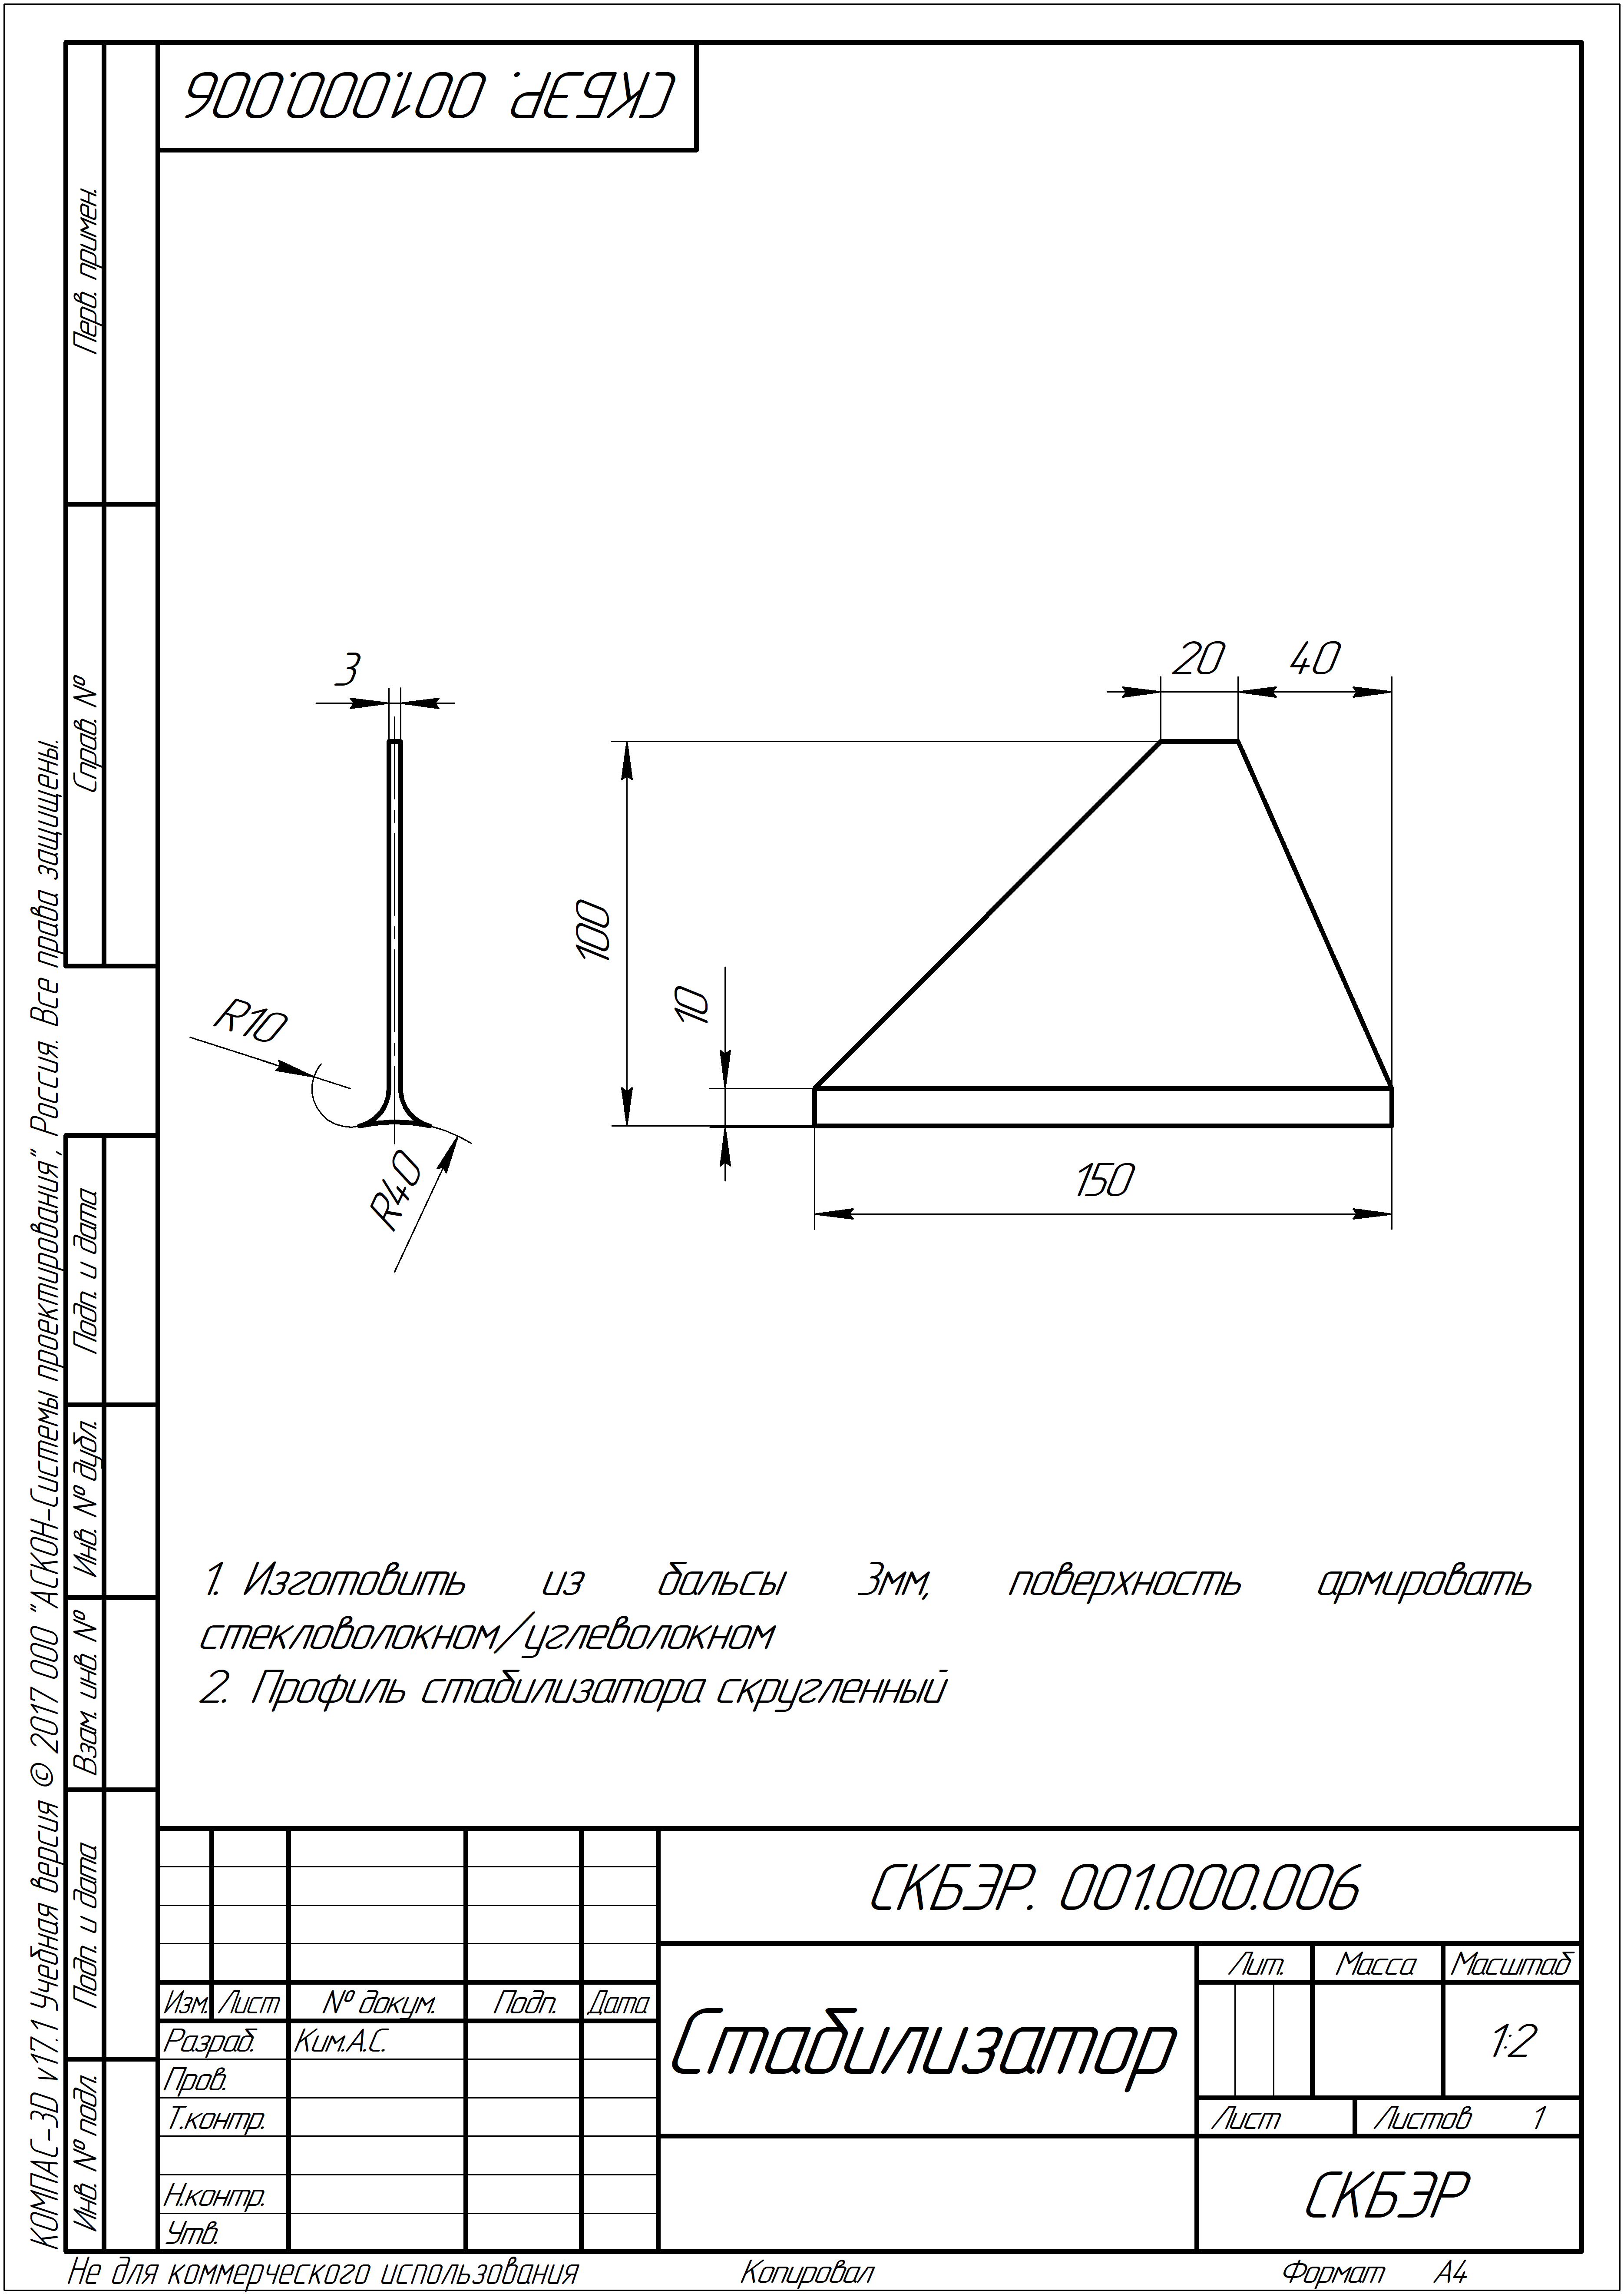 СКБЭР. 001.000.006
Перв. примен.
Справ. №
Подп. и дата
Инв. № дубл.
Взам. инв. №
Подп. и дата
Инв. № подл.
КОМПАС-3D v17.1 Учебная версия © 2017 ООО "АСКОН-Системы проектирования", Россия. Все права защищены.
3
20
40
100
10
R10
R40
150
1. Изготовить из бальсы 3мм, поверхность армировать
стекловолокном/углеволокном
2. Профиль стабилизатора скругленный
СКБЭР. 001.000.006
Изм. Лист № докум. Подп. Дата
Разраб. Ким.А.С.
Пров.
Т.контр.
Н.контр.
Утв.
Стабилизатор
Лит. Масса Масштаб
1:2
Лист Листов 1
СКБЭР
Не для коммерческого использования Копировал Формат А4